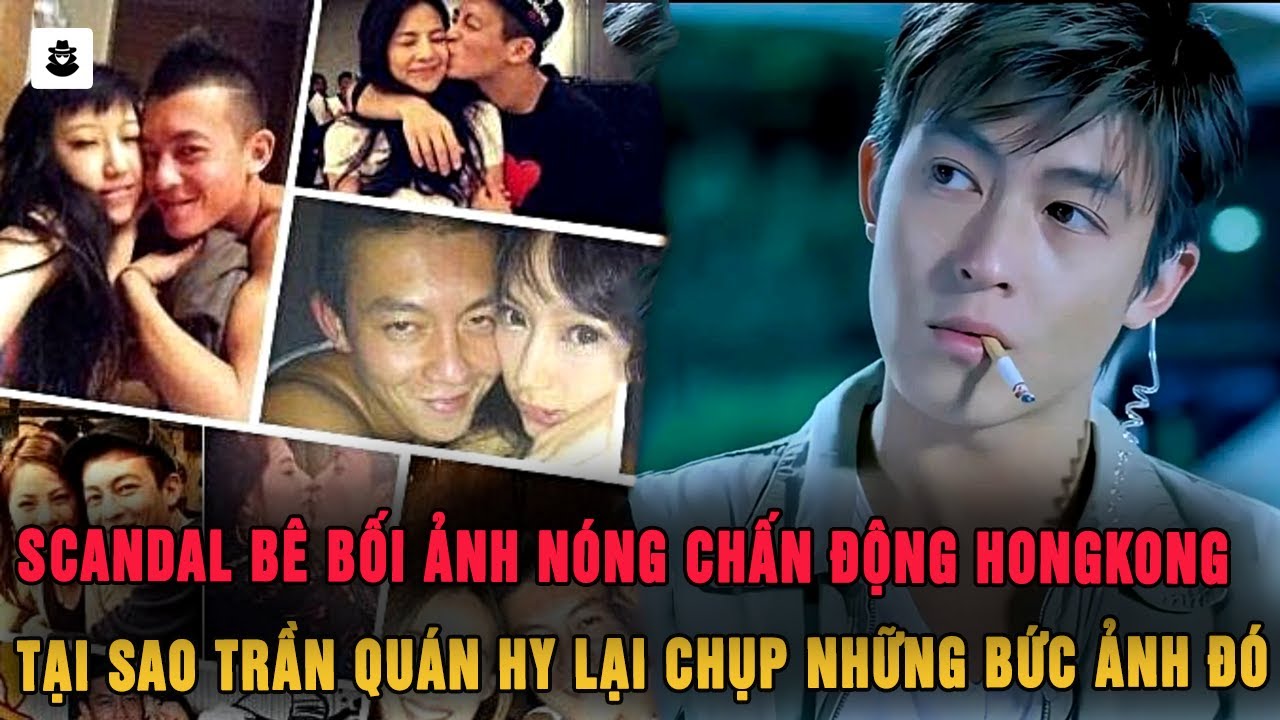 SCANDAL BÊ BỐI ẢNH NÓNG CHẤN ĐỘNG HONGKONG
TẠI SAO TRẦN QUÁN HY LẠI CHỤP NHỮNG BỨC ẢNH ĐÓ